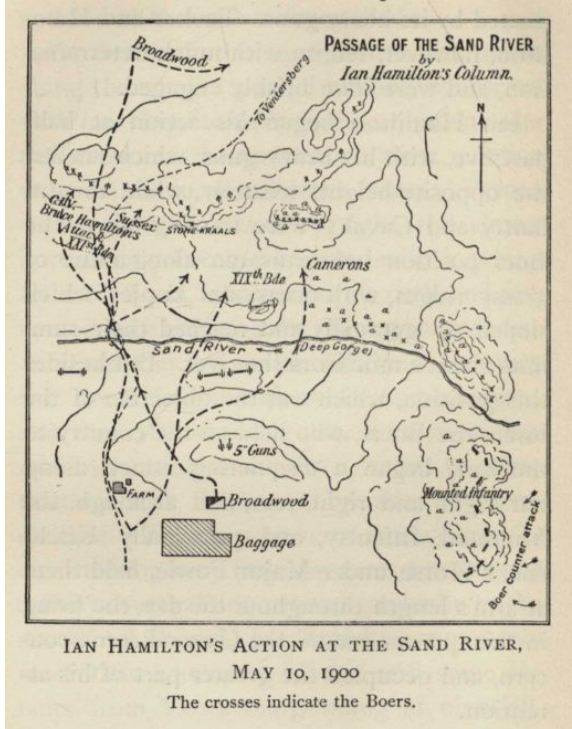 PASSAGE OF THE SAND RIVER
by
Ian Hamilton's Column.
Broadwood
To Ventersberg
N
C.I.V.
Bruce Hamilton's
Attack
XXIst Bde
Sussex
STONE-KRAALS
XIXth Bde
Camerons
Sand River
Deep Gorge
5" Guns
FARM
Broadwood
Baggage
Mounted Infantry
Boer counter attack
IAN HAMILTON'S ACTION AT THE SAND RIVER,
MAY 10, 1900
The crosses indicate the Boers.